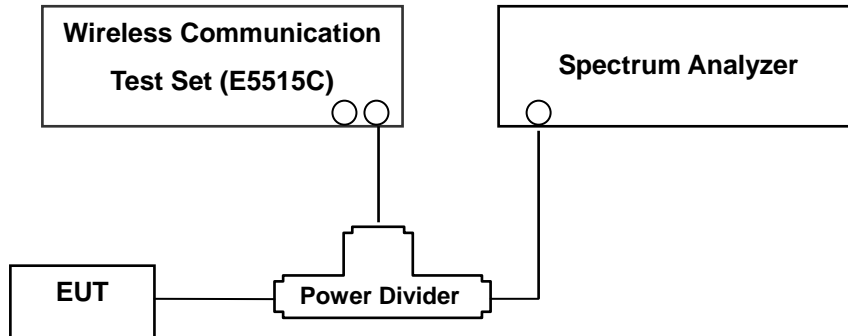 Wireless Communication
Test Set (E5515C)
Spectrum Analyzer
EUT
Power Divider